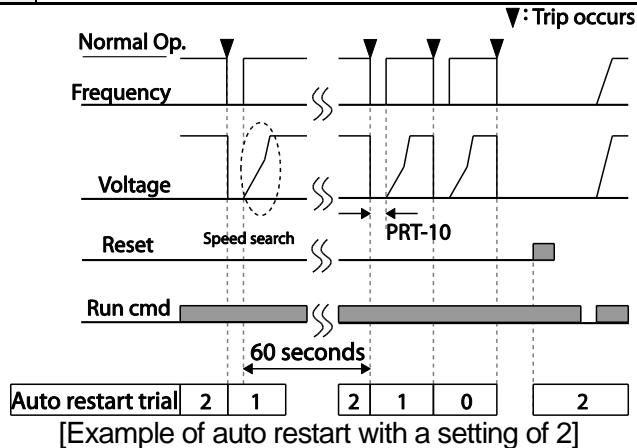 ▼: Trip occurs
Normal Op.
Frequency
Voltage
Speed search
PRT-10
Reset
Run cmd
60 seconds
Auto restart trial 2 1 2 1 0 2
[Example of auto restart with a setting of 2]